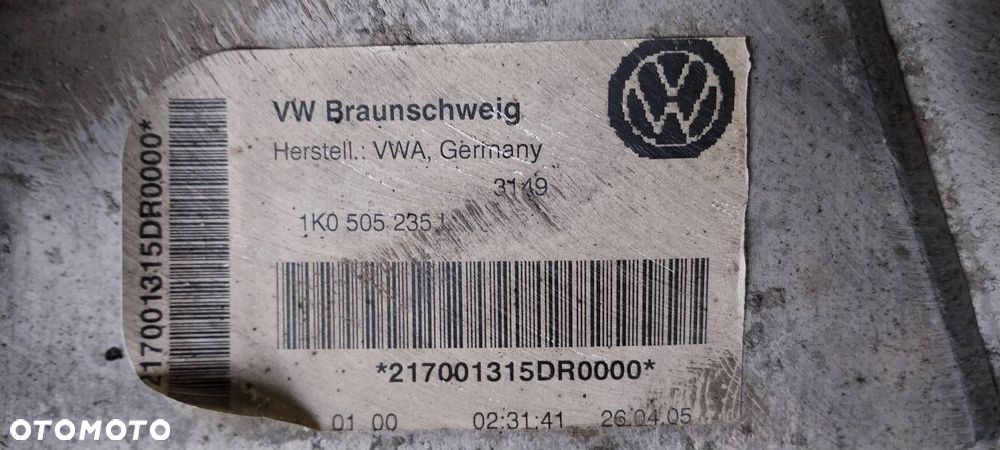 VW Braunschweig
Herstell.: VWA, Germany
3149
1K0 505 235
*217001315DR0000*
*217001315DR0000*
01 00 02:31:41 26.04.05
OTOMOTO